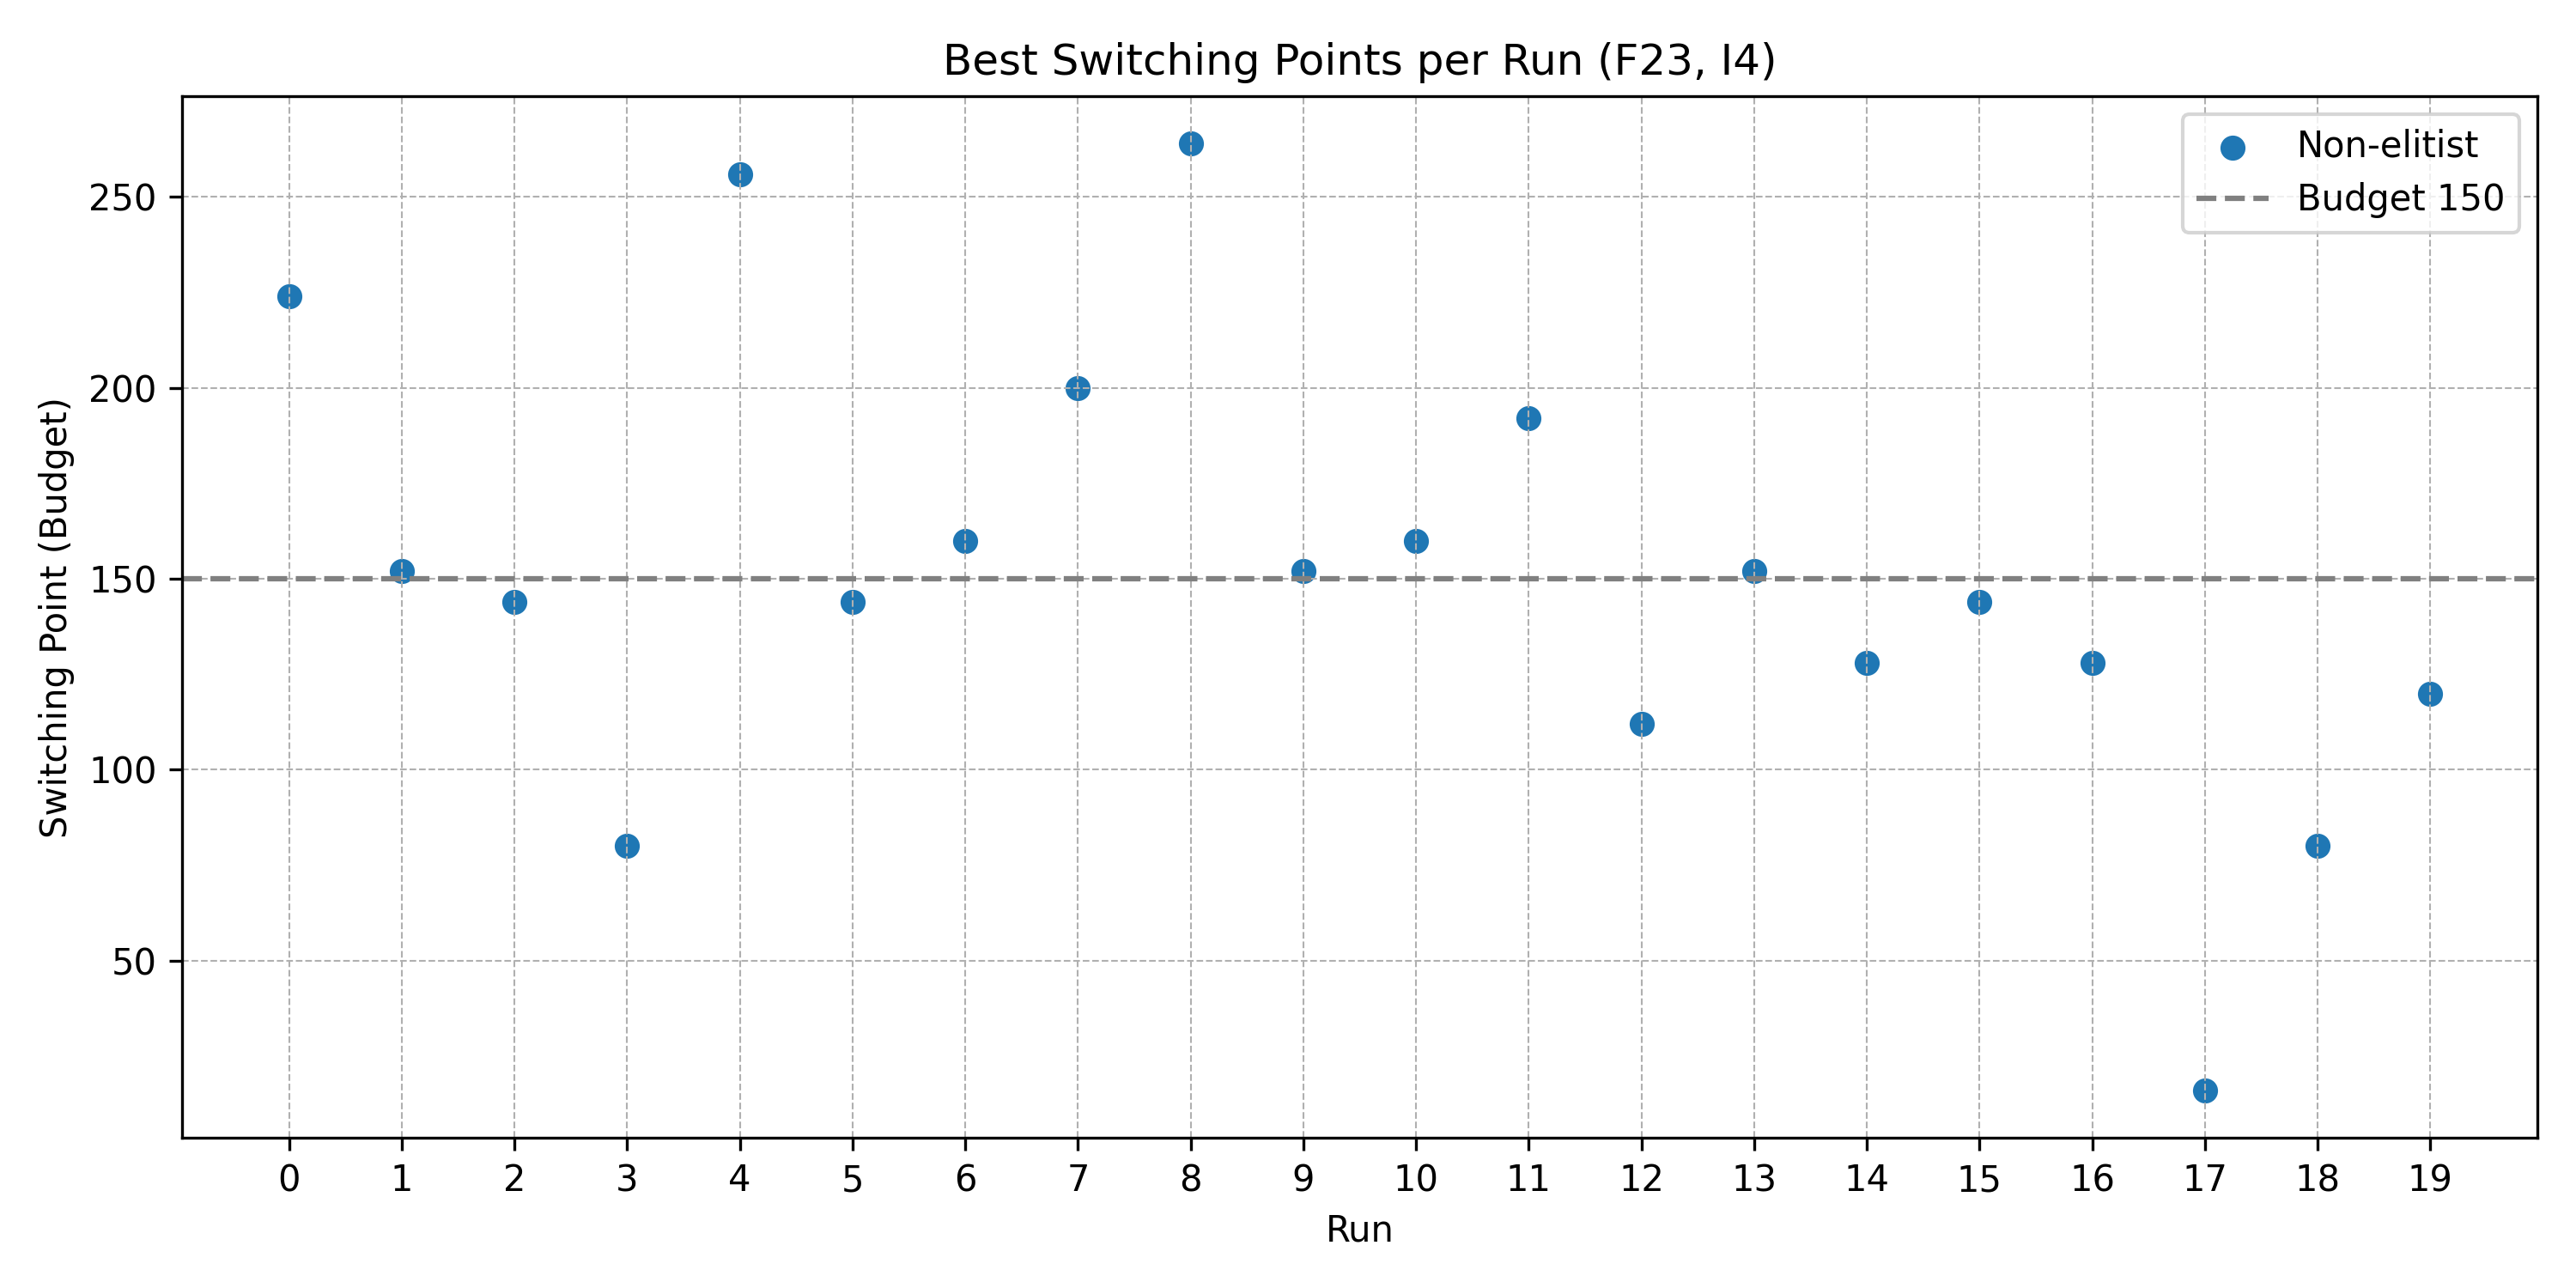 Best Switching Points per Run (F23, I4)
Non-elitist
Budget 150
Switching Point (Budget)
250
200
150
100
50
0 1 2 3 4 5 6 7 8 9 10 11 12 13 14 15 16 17 18 19
Run